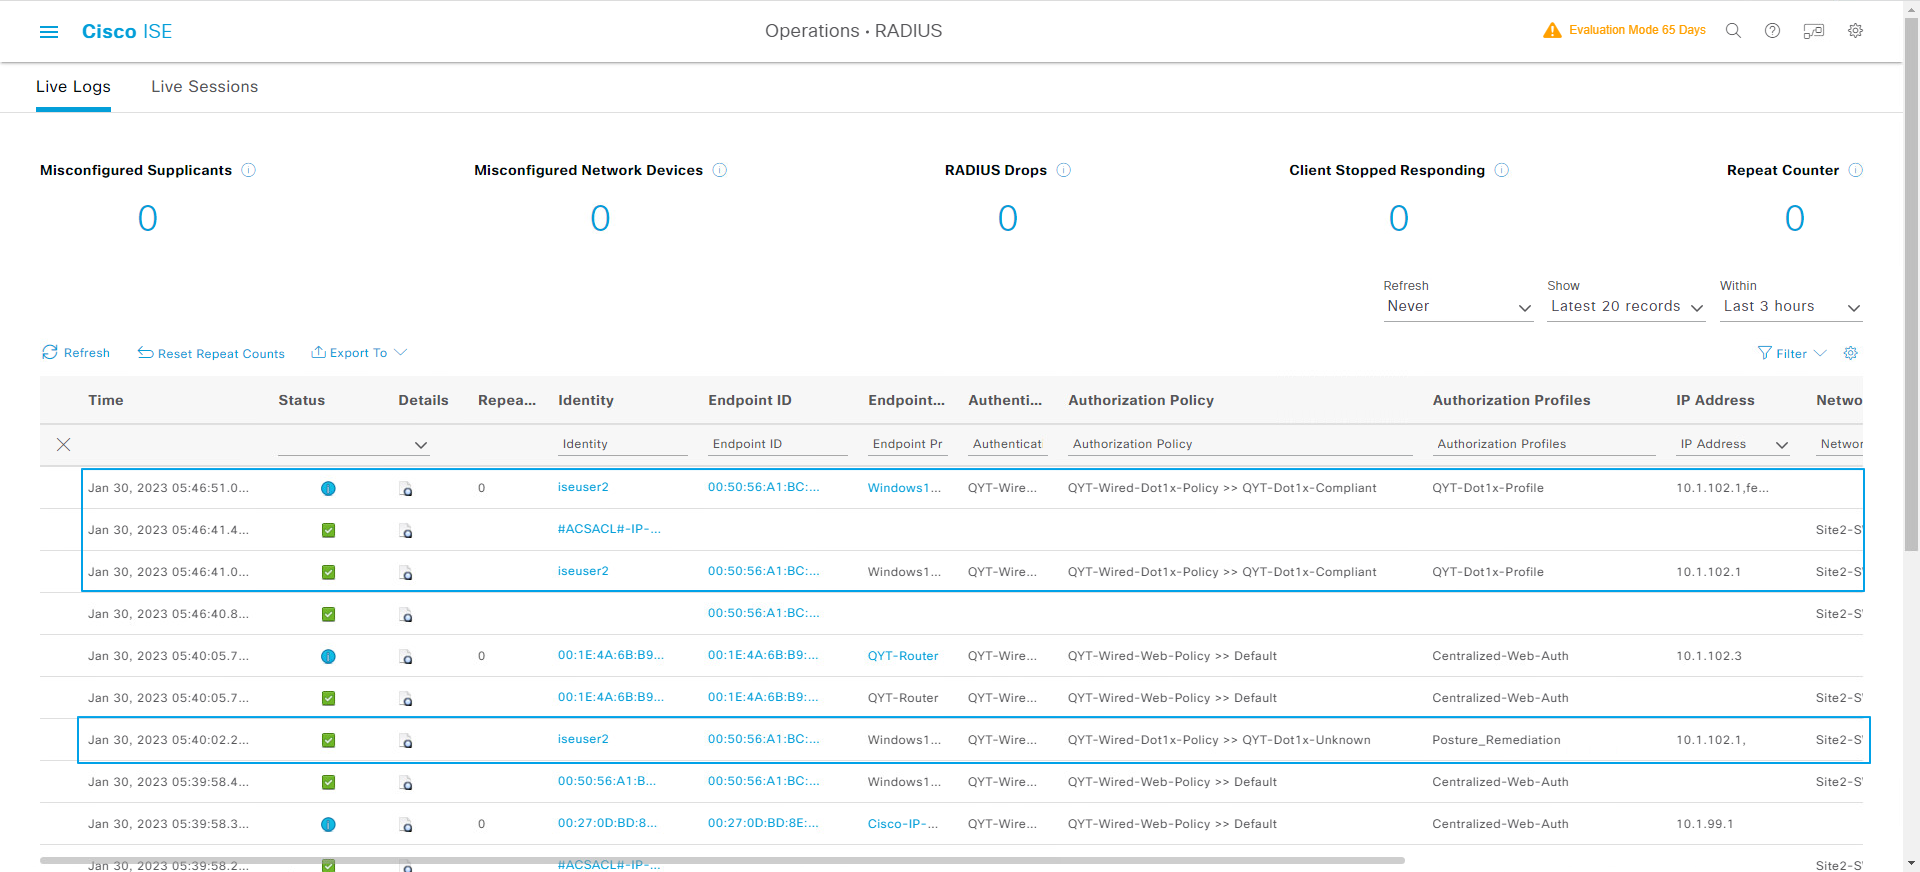 Cisco ISE
Operations · RADIUS
Evaluation Mode 65 Days
Live Logs Live Sessions
Misconfigured Supplicants Misconfigured Network Devices RADIUS Drops Client Stopped Responding Repeat Counter
0 0 0 0 0
Refresh Show Within
Never Latest 20 records Last 3 hours
Refresh Reset Repeat Counts Export To Filter
Time Status Details Repea... Identity Endpoint ID Endpoint... Authenti... Authorization Policy Authorization Profiles IP Address Netwo
Identity Endpoint ID Endpoint Pr Authenticat Authorization Policy Authorization Profiles IP Address Networ
Jan 30, 2023 05:46:51.0... 0 iseuser2 00:50:56:A1:BC:... Windows1... QYT-Wire... QYT-Wired-Dot1x-Policy >> QYT-Dot1x-Compliant QYT-Dot1x-Profile 10.1.102.1,fe...
Jan 30, 2023 05:46:41.4... #ACSACL#-IP-... Site2-S
Jan 30, 2023 05:46:41.0... iseuser2 00:50:56:A1:BC:... Windows1... QYT-Wire... QYT-Wired-Dot1x-Policy >> QYT-Dot1x-Compliant QYT-Dot1x-Profile 10.1.102.1 Site2-S
Jan 30, 2023 05:46:40.8... 00:50:56:A1:BC:... Site2-S
Jan 30, 2023 05:40:05.7... 0 00:1E:4A:6B:B9... 00:1E:4A:6B:B9:... QYT-Router QYT-Wire... QYT-Wired-Web-Policy >> Default Centralized-Web-Auth 10.1.102.3
Jan 30, 2023 05:40:05.7... 00:1E:4A:6B:B9... 00:1E:4A:6B:B9:... QYT-Router QYT-Wire... QYT-Wired-Web-Policy >> Default Centralized-Web-Auth Site2-S
Jan 30, 2023 05:40:02.2... iseuser2 00:50:56:A1:BC:... Windows1... QYT-Wire... QYT-Wired-Dot1x-Policy >> QYT-Dot1x-Unknown Posture_Remediation 10.1.102.1, Site2-S
Jan 30, 2023 05:39:58.4... 00:50:56:A1:B... 00:50:56:A1:BC:... Windows1... QYT-Wire... QYT-Wired-Web-Policy >> Default Centralized-Web-Auth Site2-S
Jan 30, 2023 05:39:58.3... 0 00:27:0D:BD:8... 00:27:0D:BD:8E:... Cisco-IP-... QYT-Wire... QYT-Wired-Web-Policy >> Default Centralized-Web-Auth 10.1.99.1
Jan 30, 2023 05:39:58.2... #ACSACL#-IP-... Site2-S